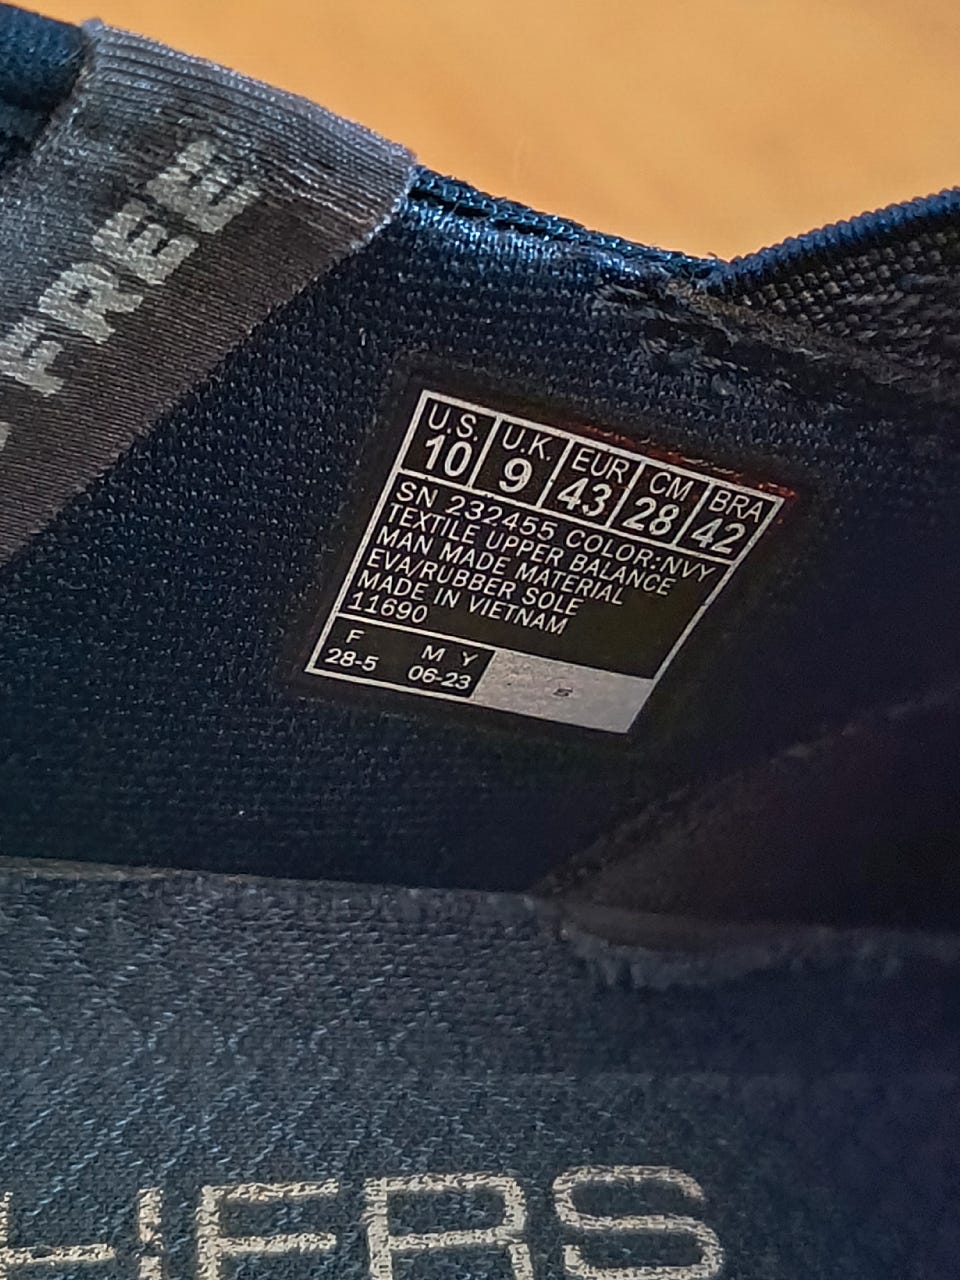 FREE
U.S. U.K. EUR CM BRA
10 9 43 28 42
SN 232455 COLOR:NVY
TEXTILE UPPER BALANCE
MAN MADE MATERIAL
EVA/RUBBER SOLE
MADE IN VIETNAM
11690
F M Y
28-5 06-23